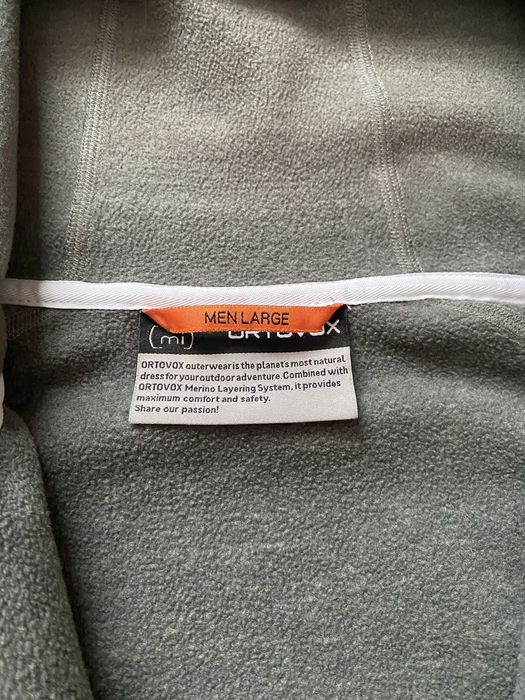 MEN LARGE
(mi) ORTOVOX
ORTOVOX outerwear is the planet's most natural
dress for your outdoor adventure. Combined with
ORTOVOX Merino Layering System, it provides
maximum comfort and safety.
Share our passion!